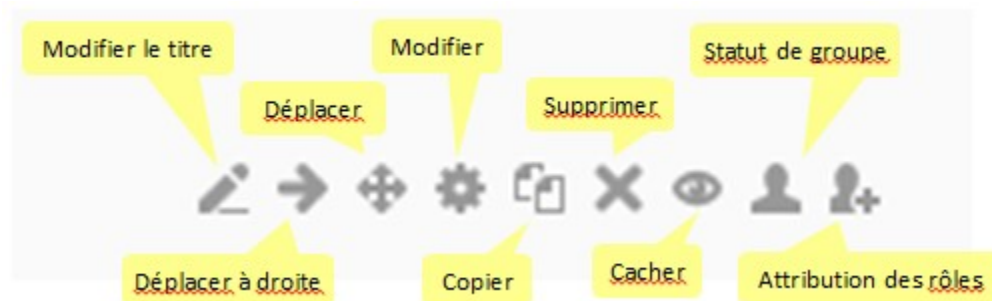 Modifier le titre
Modifier
Statut de groupe
Déplacer
Supprimer
Déplacer à droite
Copier
Cacher
Attribution des rôles